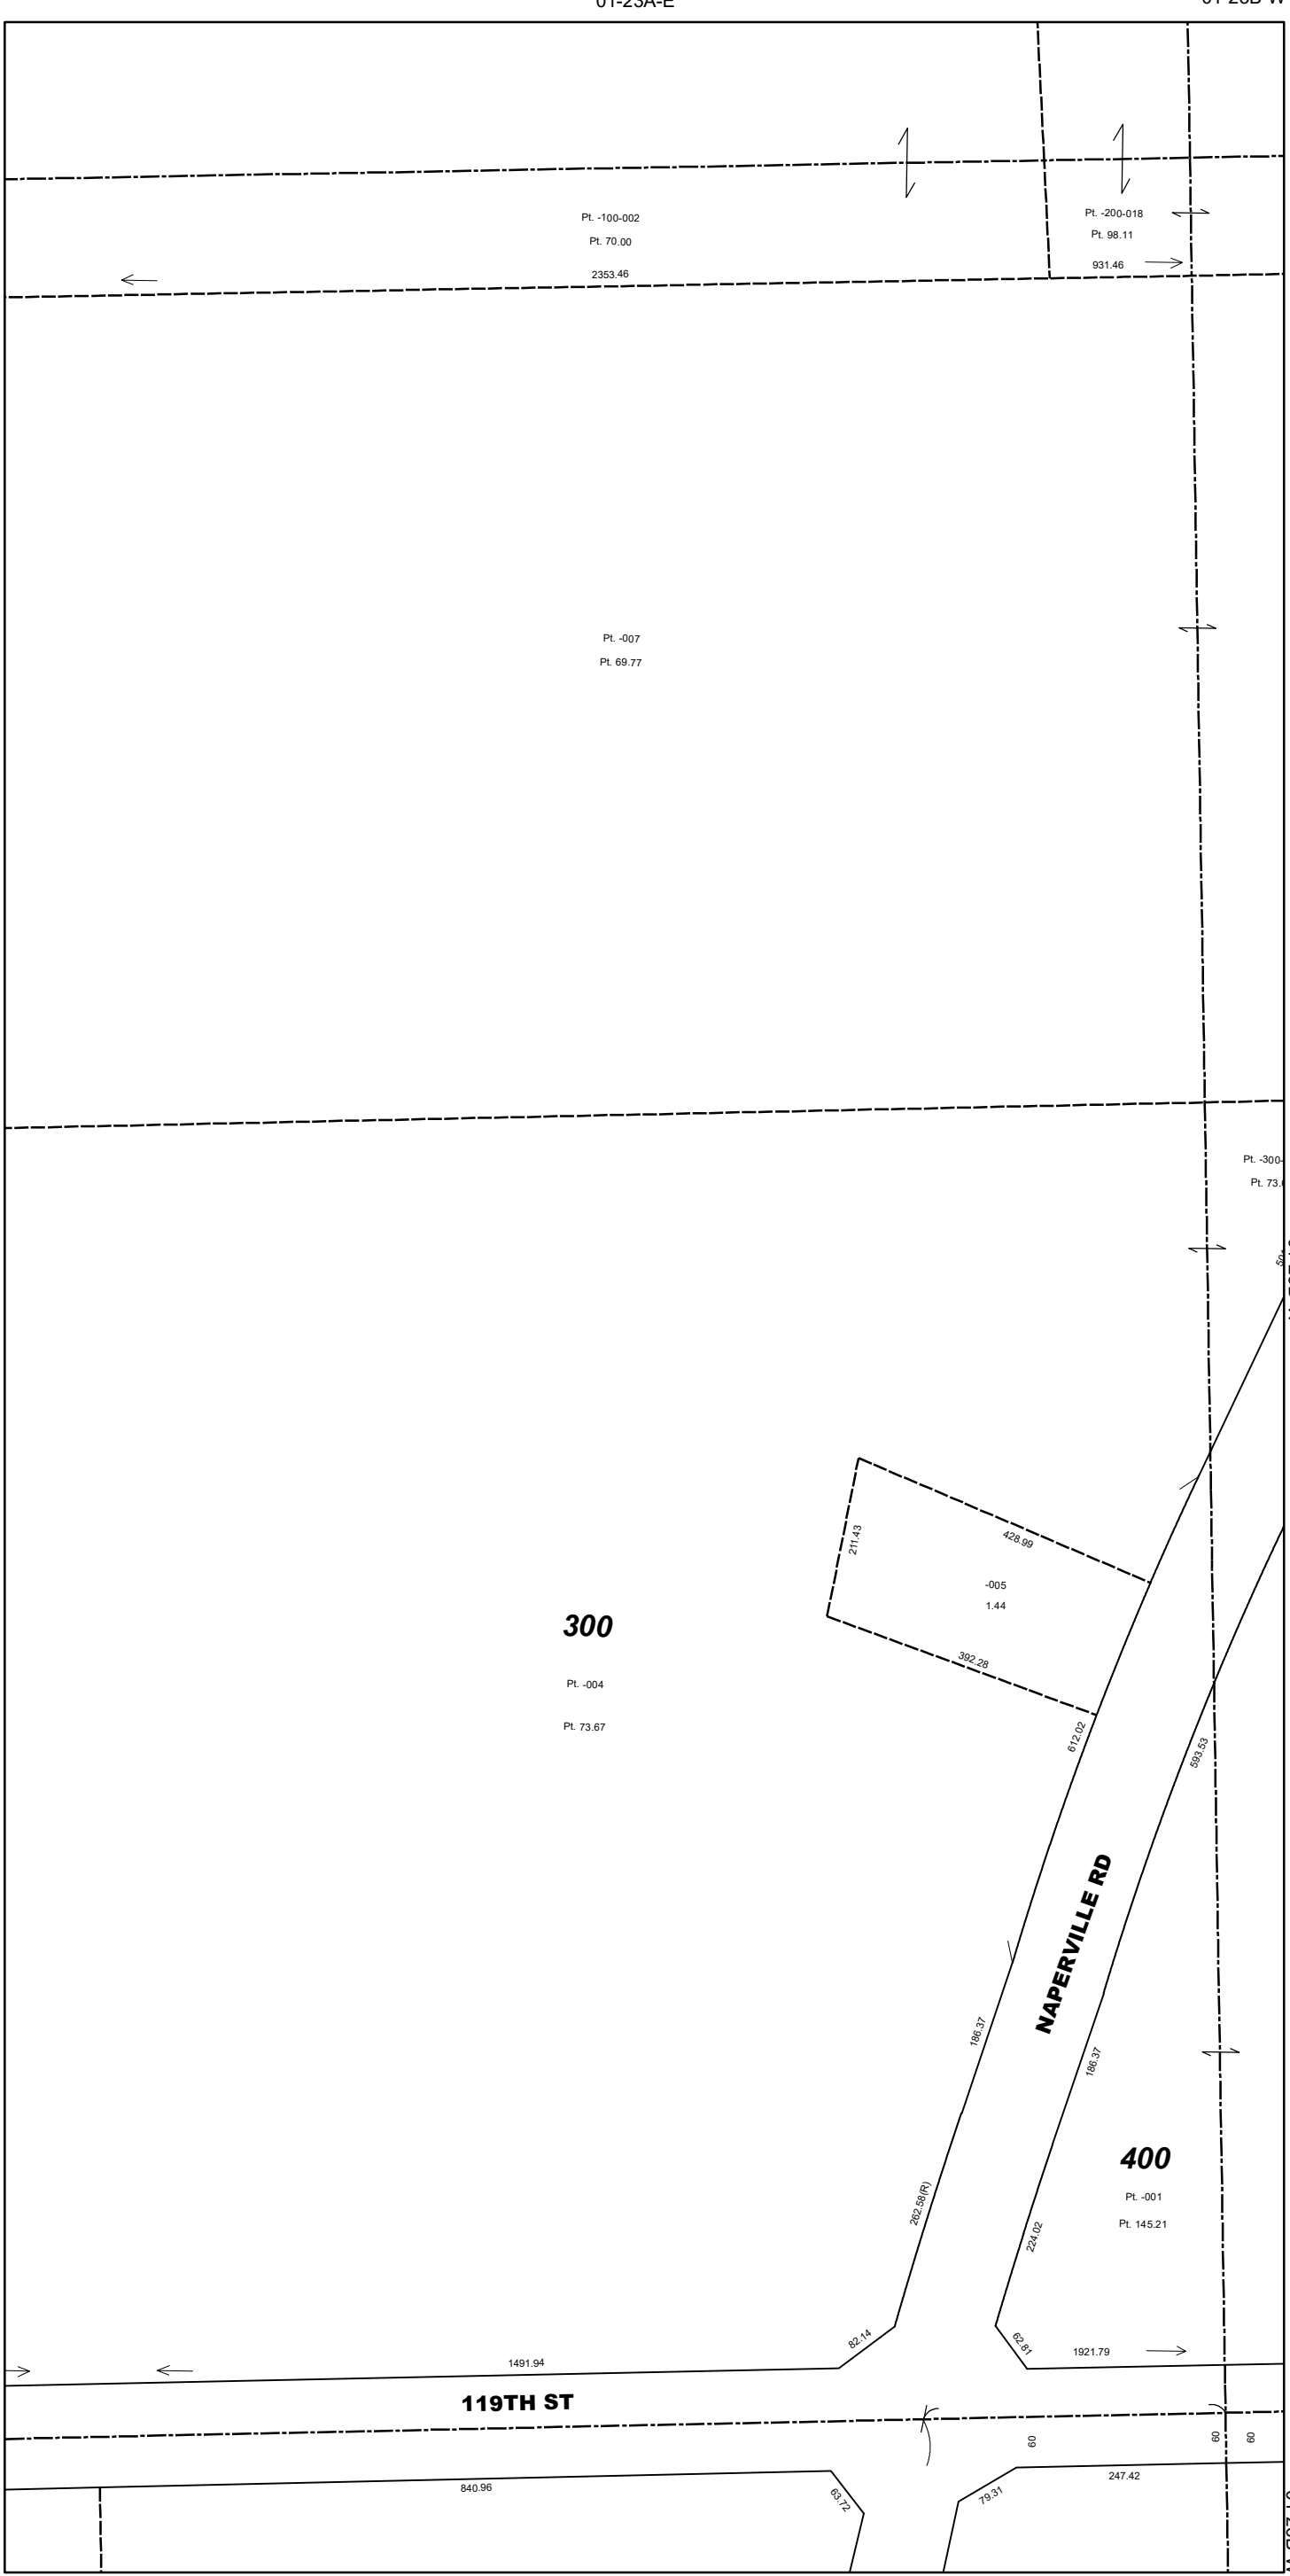 01-23A-E
Pt. -100-002
Pt. 70.00
2353.46
Pt. -200-018
Pt. 98.11
931.46
Pt. -007
Pt. 69.77
Pt. -300-
Pt. 73.
428.99
211.43
-005
1.44
392.28
300
Pt. -004
Pt. 73.67
612.02
593.53
NAPERVILLE RD
186.37
186.37
400
Pt. -001
Pt. 145.21
262.58(R)
224.02
82.14
62.81
1491.94
1921.79
119TH ST
60
60
60
840.96
63.72
79.31
247.42